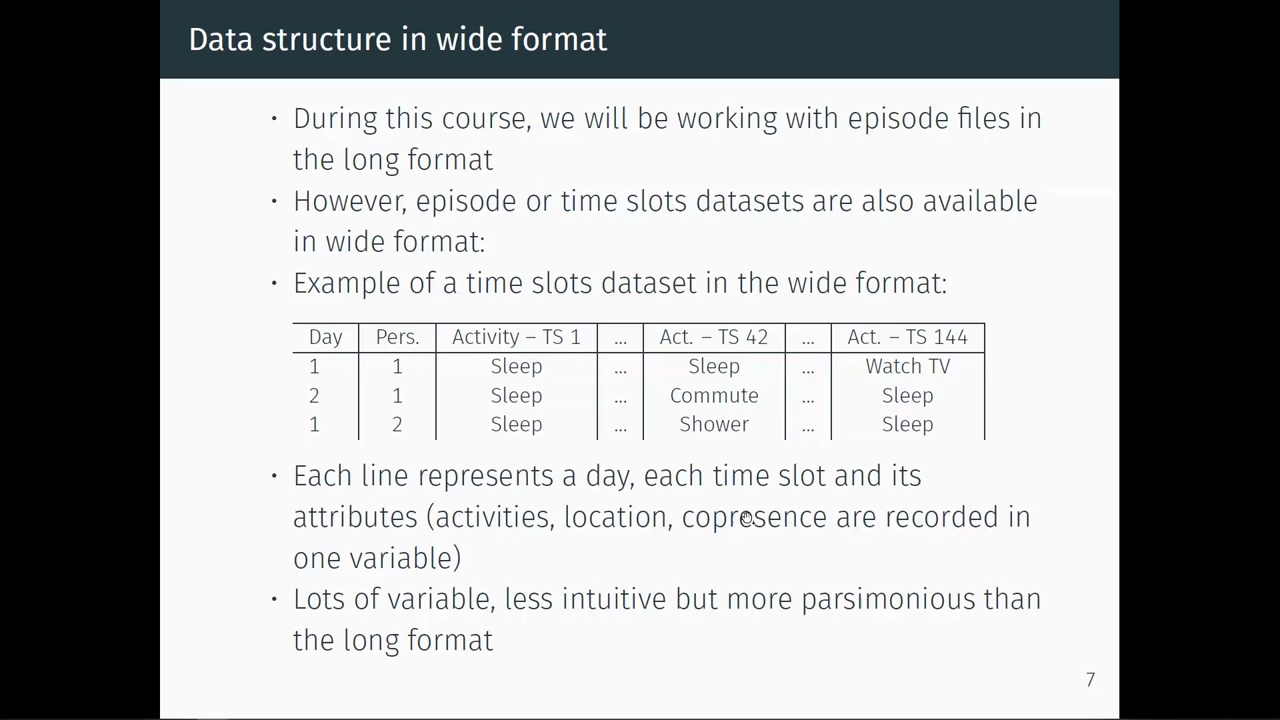 Data structure in wide format
• During this course, we will be working with episode files in
the long format
• However, episode or time slots datasets are also available
in wide format:
• Example of a time slots dataset in the wide format:
Day Pers. Activity – TS 1 ... Act. – TS 42 ... Act. – TS 144
1 1 Sleep ... Sleep ... Watch TV
2 1 Sleep ... Commute ... Sleep
1 2 Sleep ... Shower ... Sleep
• Each line represents a day, each time slot and its
attributes (activities, location, copresence are recorded in
one variable)
• Lots of variable, less intuitive but more parsimonious than
the long format
7